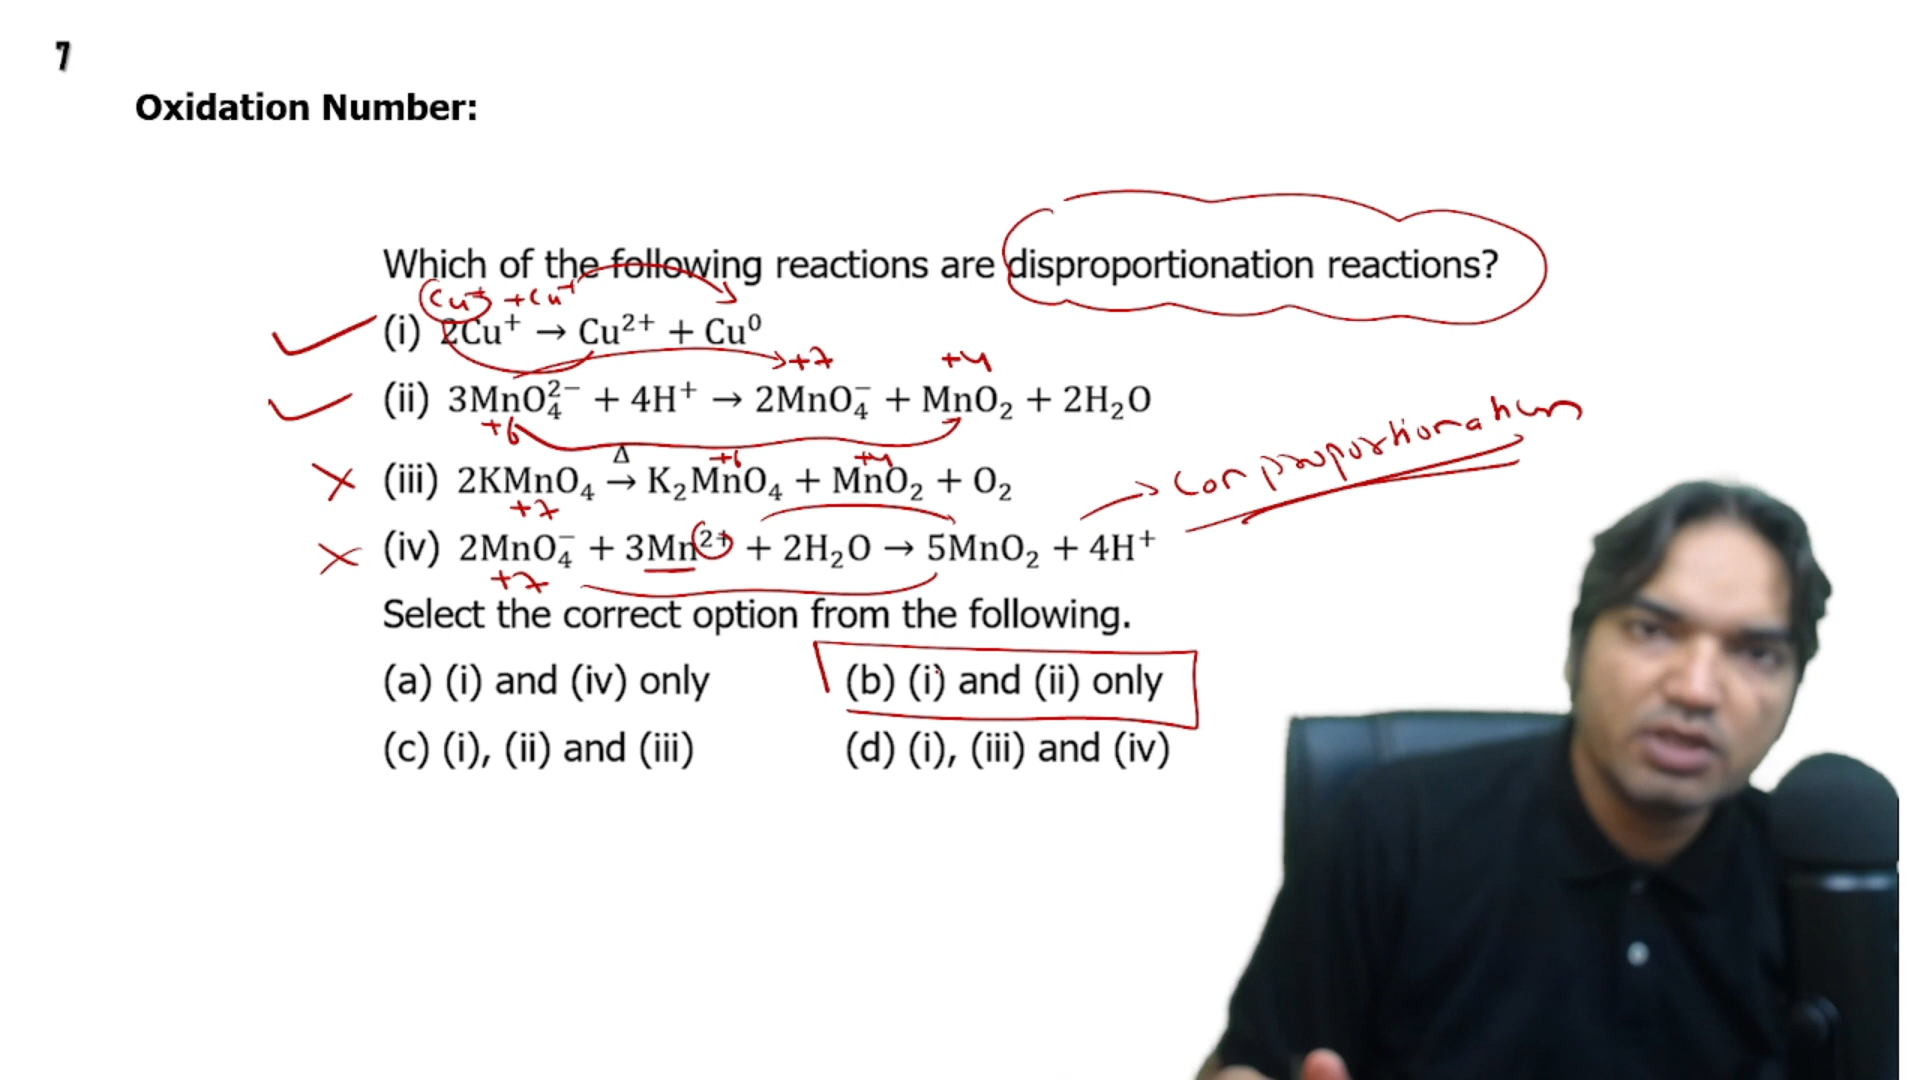 7
Oxidation Number:
Which of the following reactions are disproportionation reactions?
Cu⁺ + Cu⁺
(i) 2Cu⁺ → Cu²⁺ + Cu⁰
+7 +4
(ii) 3MnO₄²⁻ + 4H⁺ → 2MnO₄⁻ + MnO₂ + 2H₂O
+6
+6 +4
(iii) 2KMnO₄ →Δ K₂MnO₄ + MnO₂ + O₂
+7
(iv) 2MnO₄⁻ + 3Mn²⁺ + 2H₂O → 5MnO₂ + 4H⁺
→ Comproportionation
+7
Select the correct option from the following.
(a) (i) and (iv) only
(b) (i) and (ii) only
(c) (i), (ii) and (iii)
(d) (i), (iii) and (iv)